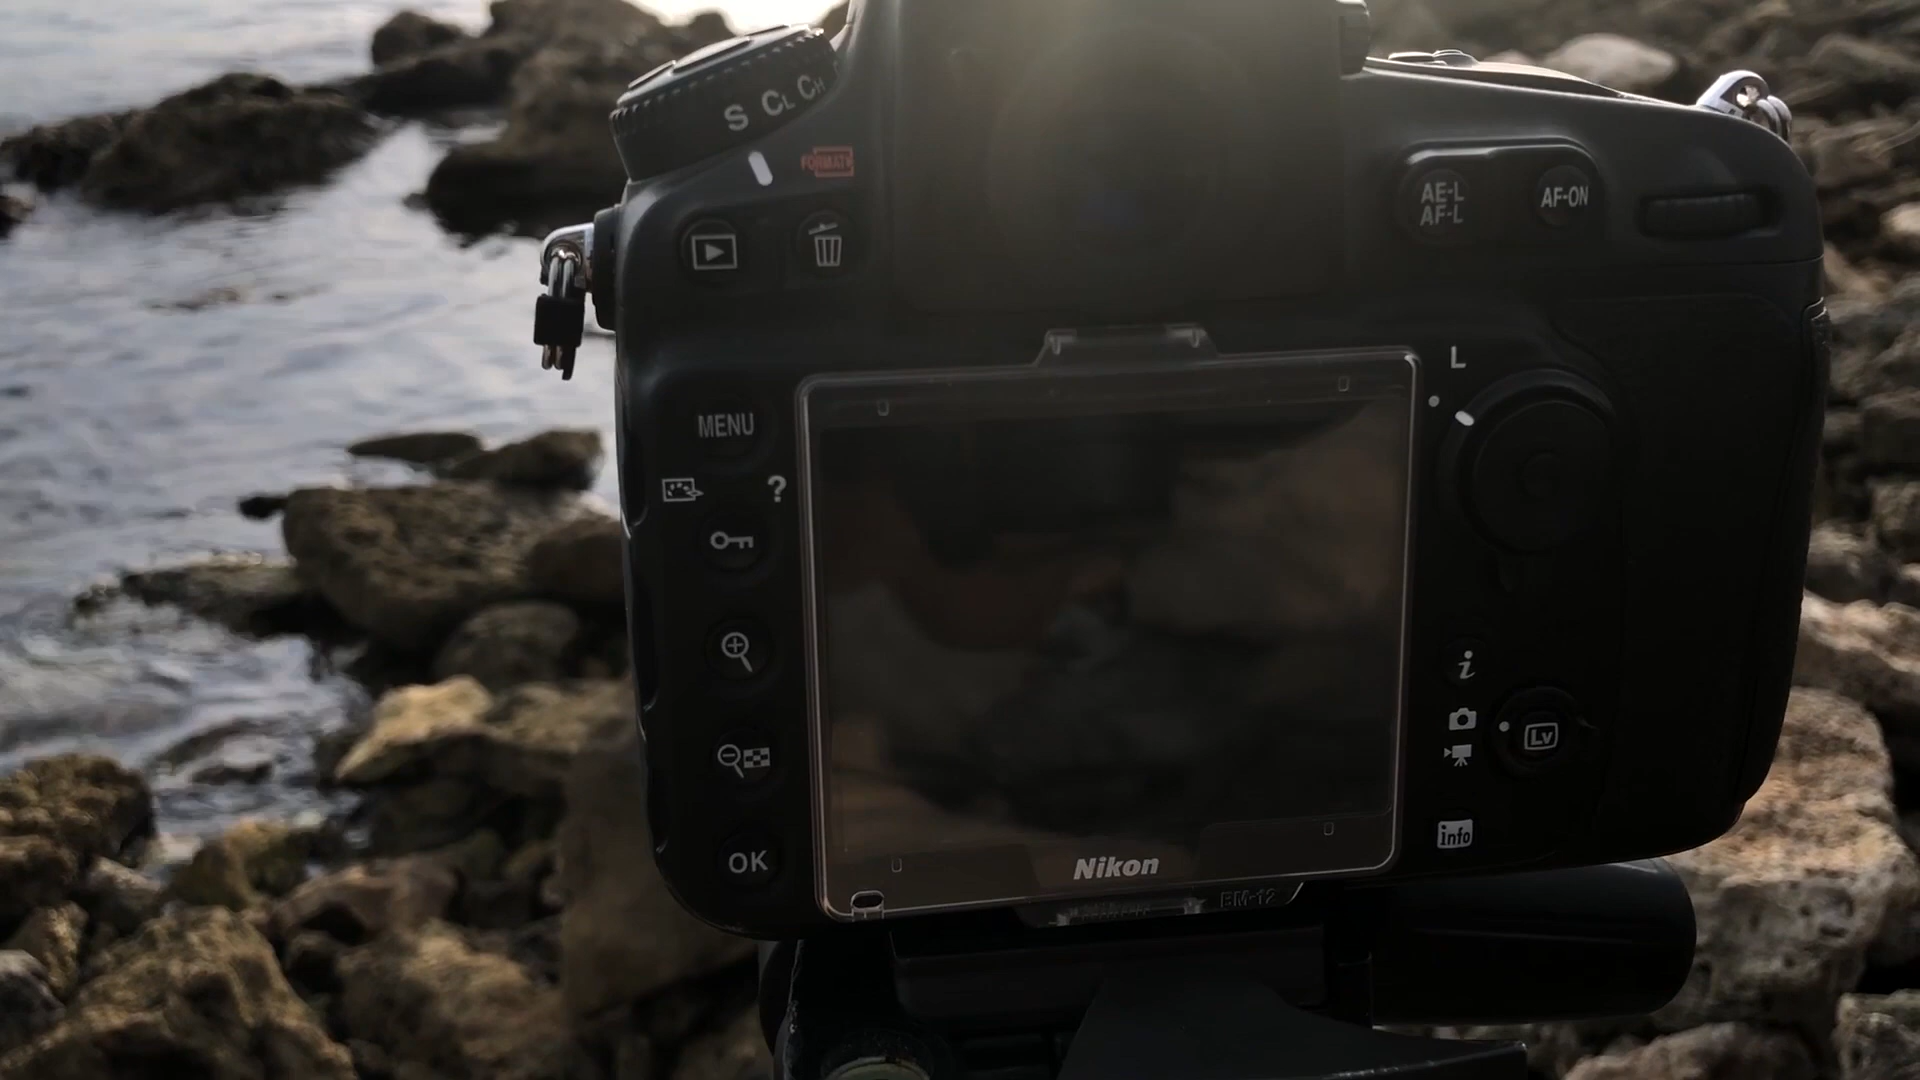 S CL CH
FORMAT
AE-L
AF-L
AF-ON
L
MENU
?
i
Lv
info
OK
Nikon
BM-12